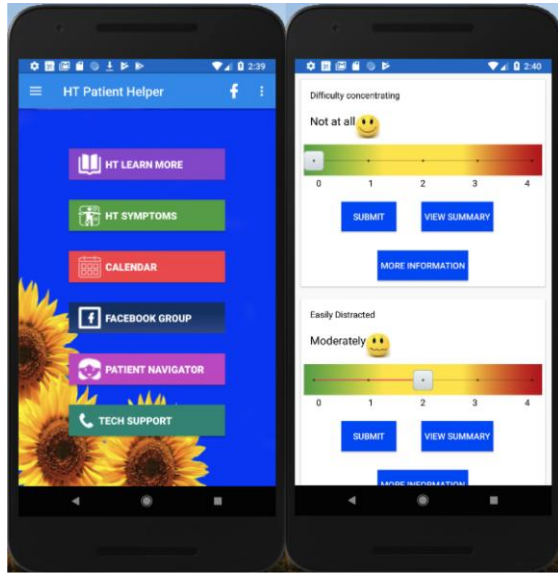 2:39
HT Patient Helper
HT LEARN MORE
HT SYMPTOMS
CALENDAR
FACEBOOK GROUP
PATIENT NAVIGATOR
TECH SUPPORT
2:40
Difficulty concentrating
Not at all
0 1 2 3 4
SUBMIT VIEW SUMMARY
MORE INFORMATION
Easily Distracted
Moderately
0 1 2 3 4
SUBMIT VIEW SUMMARY
MORE INFORMATION